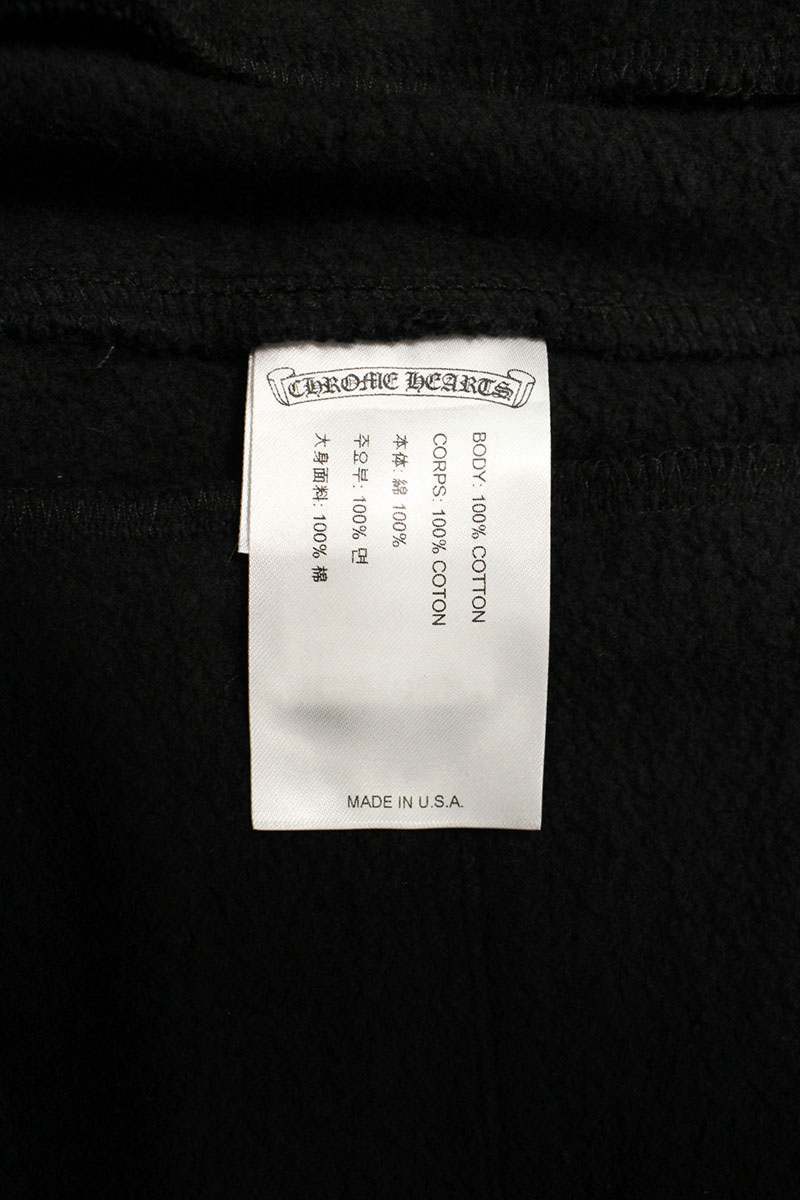 CHROME HEARTS
BODY: 100% COTTON
CORPS: 100% COTON
本体: 綿 100%
주요부: 100% 면
大身面料: 100% 棉
MADE IN U.S.A.